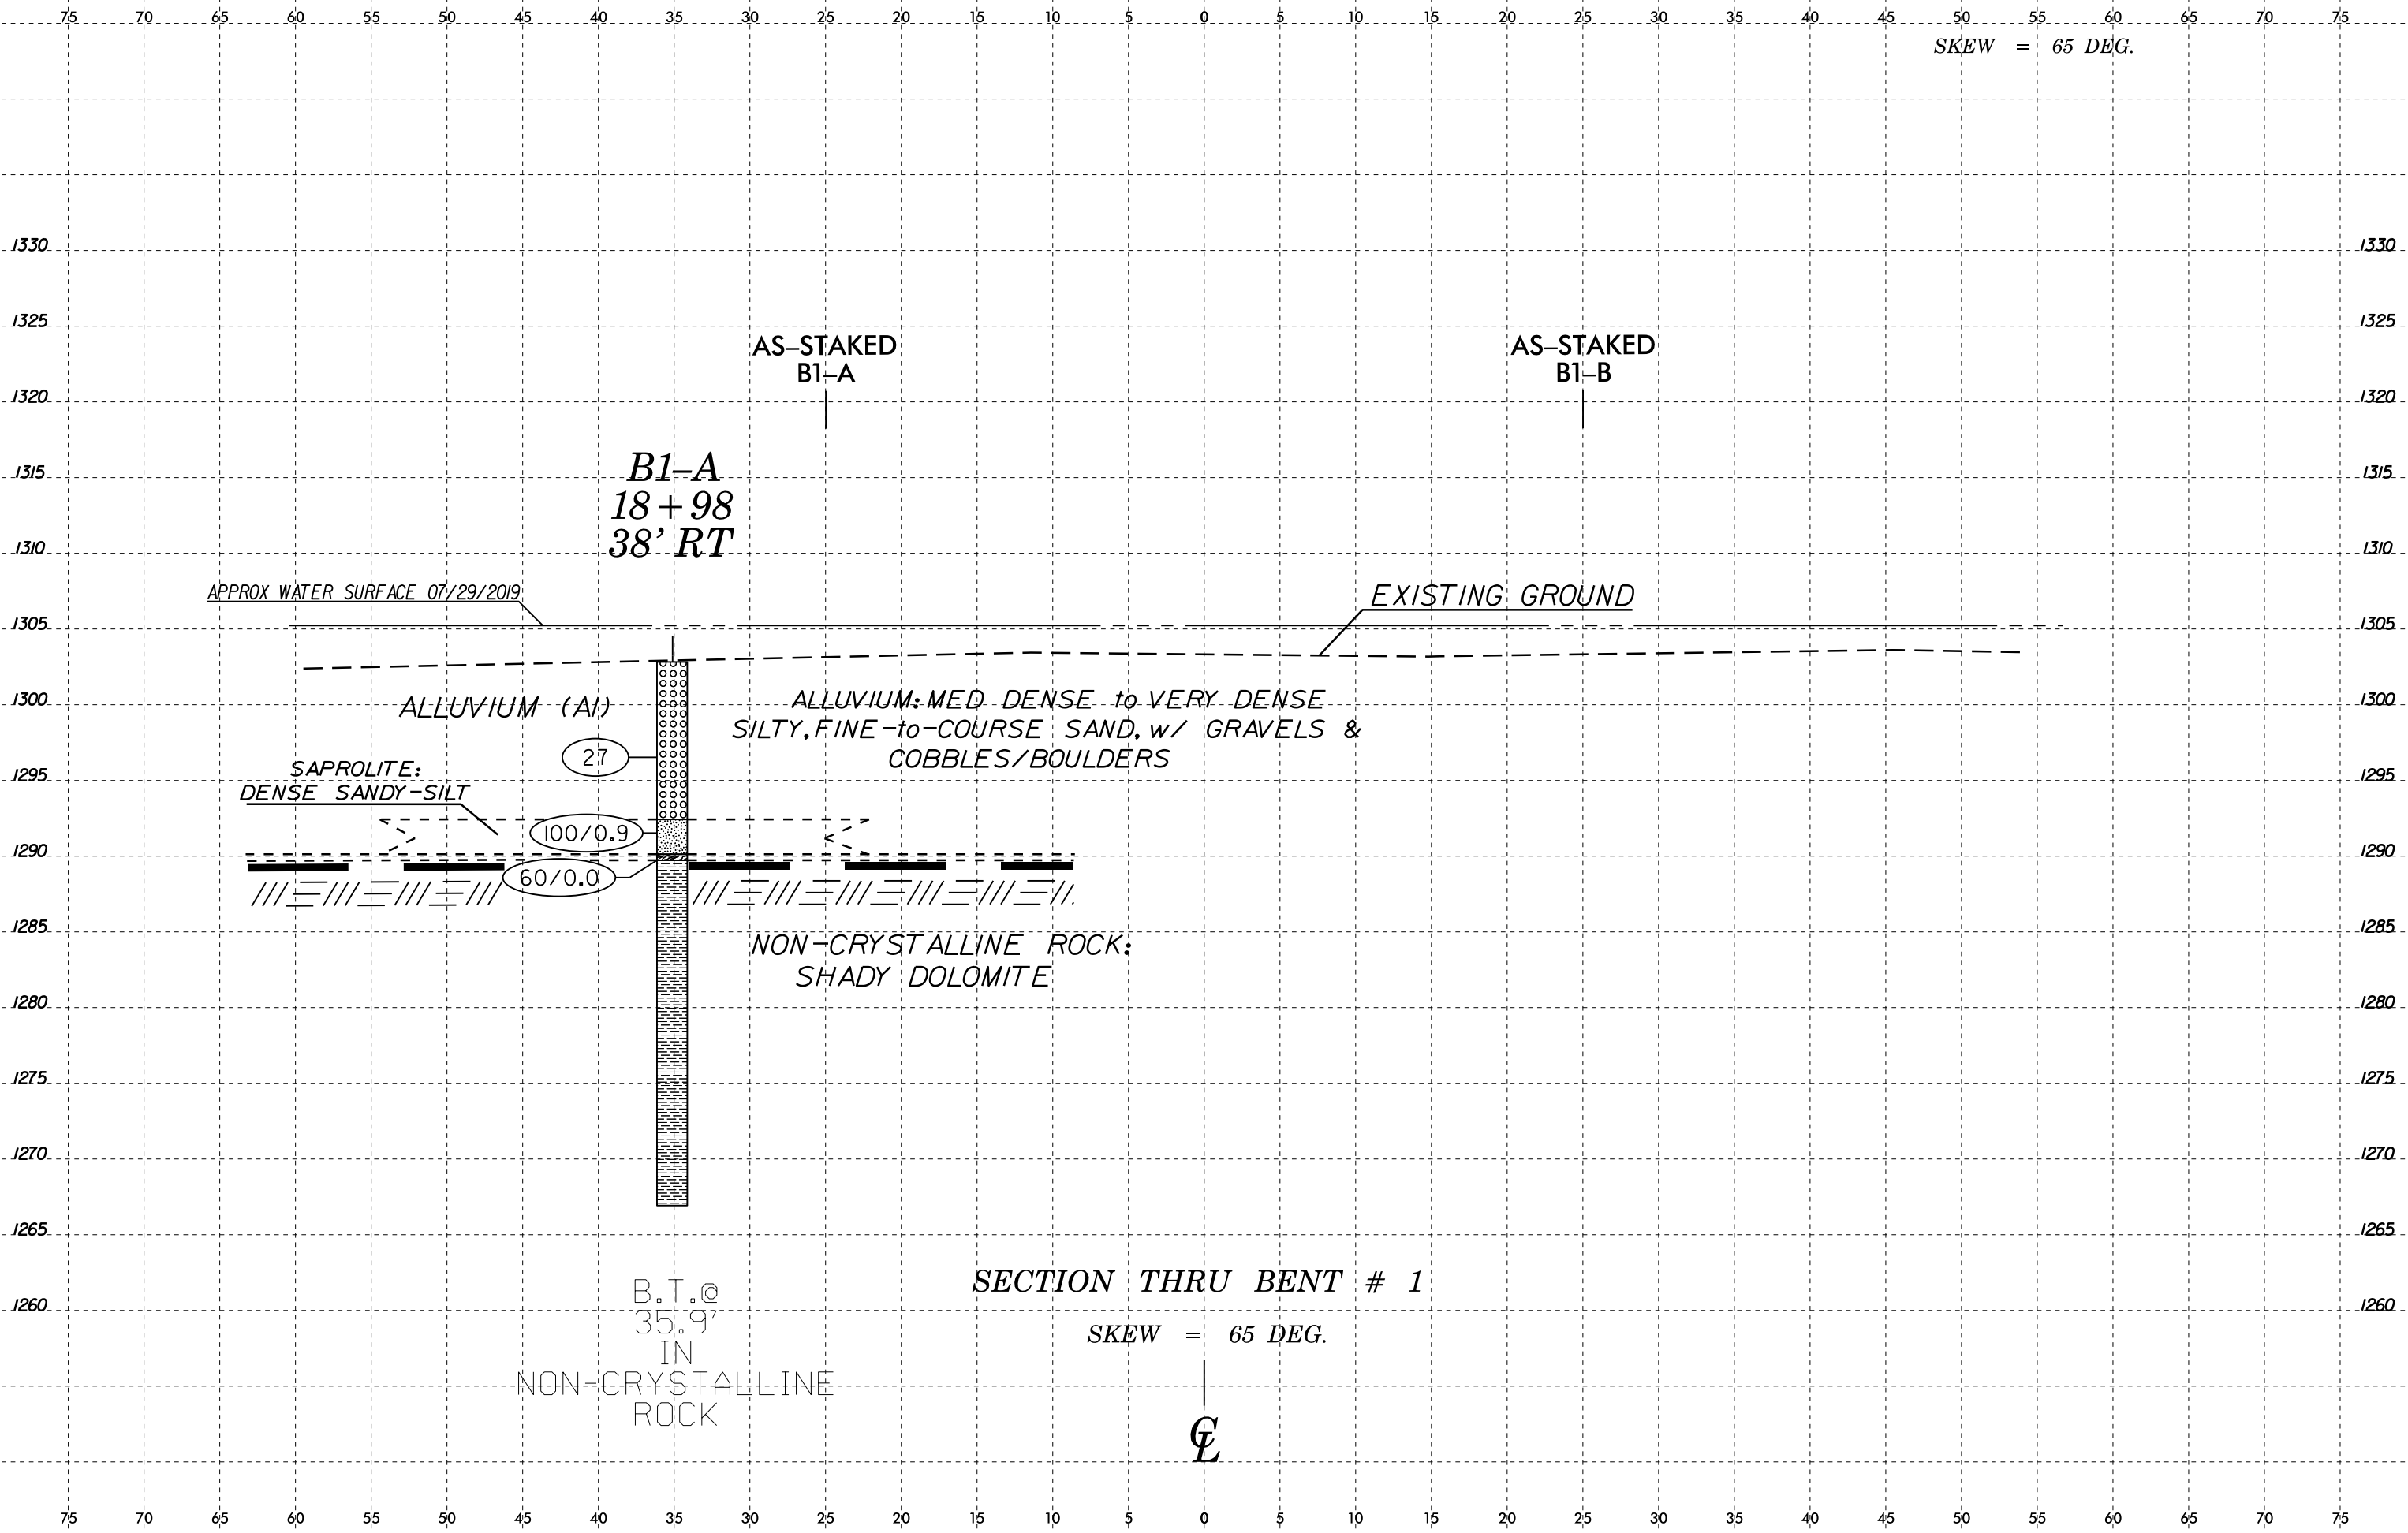 75 70 65 60 55 50 45 40 35 30 25 20 15 10 5 0 5 10 15 20 25 30 35 40 45 50 55 60 65 70 75
SKEW = 65 DEG.
1330 1330
1325 1325
AS–STAKED
B1–A
AS–STAKED
B1–B
1320 1320
B1–A
18+98
38' RT
1315 1315
1310 1310
APPROX WATER SURFACE 07/29/2019
EXISTING GROUND
1305 1305
ALLUVIUM (Al)
ALLUVIUM: MED DENSE to VERY DENSE
SILTY, FINE-to-COURSE SAND, w/ GRAVELS &
COBBLES/BOULDERS
1300 1300
27
SAPROLITE:
DENSE SANDY-SILT
1295 1295
100/0.9
1290 1290
60/0.0
1285 1285
NON-CRYSTALLINE ROCK:
SHADY DOLOMITE
1280 1280
1275 1275
1270 1270
1265 1265
B.T.@
35.9'
IN
NON-CRYSTALLINE
ROCK
SECTION THRU BENT # 1
1260 1260
SKEW = 65 DEG.
CL
75 70 65 60 55 50 45 40 35 30 25 20 15 10 5 0 5 10 15 20 25 30 35 40 45 50 55 60 65 70 75